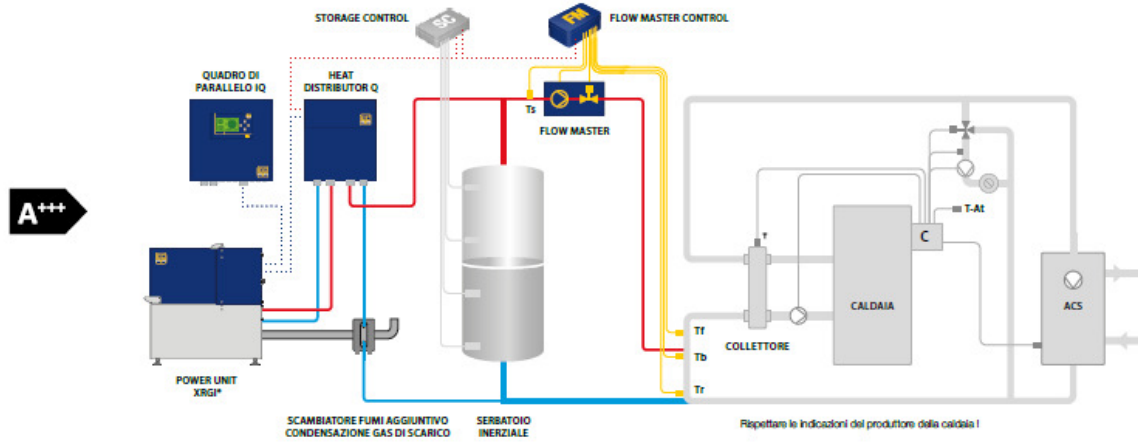 STORAGE CONTROL
SC
FM
FLOW MASTER CONTROL
QUADRO DI
PARALLELO IQ
HEAT
DISTRIBUTOR Q
Ts
FLOW MASTER
A+++
T
T-At
C
CALDAIA
ACS
Tf
COLLETTORE
Tb
Tr
POWER UNIT
XRGI®
SCAMBIATORE FUMI AGGIUNTIVO
CONDENSAZIONE GAS DI SCARICO
SERBATOIO
INERZIALE
Rispettare le indicazioni del produttore della caldaia !